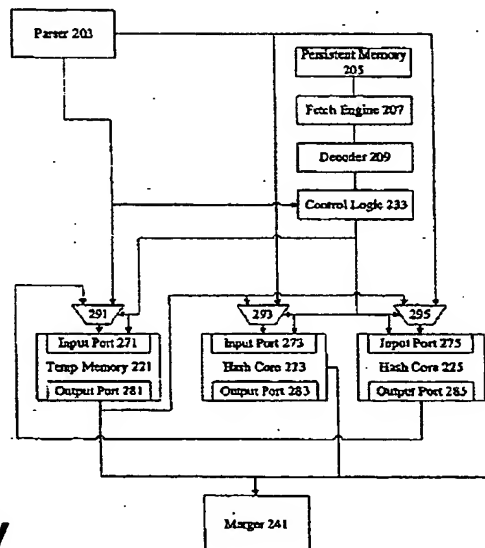 Parser 203
Persistent Memory
205
Fetch Engine 207
Decoder 209
Control Logic 233
291
293
295
Input Port 271
Temp Memory 221
Output Port 281
Input Port 273
Hash Core 223
Output Port 283
Input Port 275
Hash Core 225
Output Port 285
Merger 241